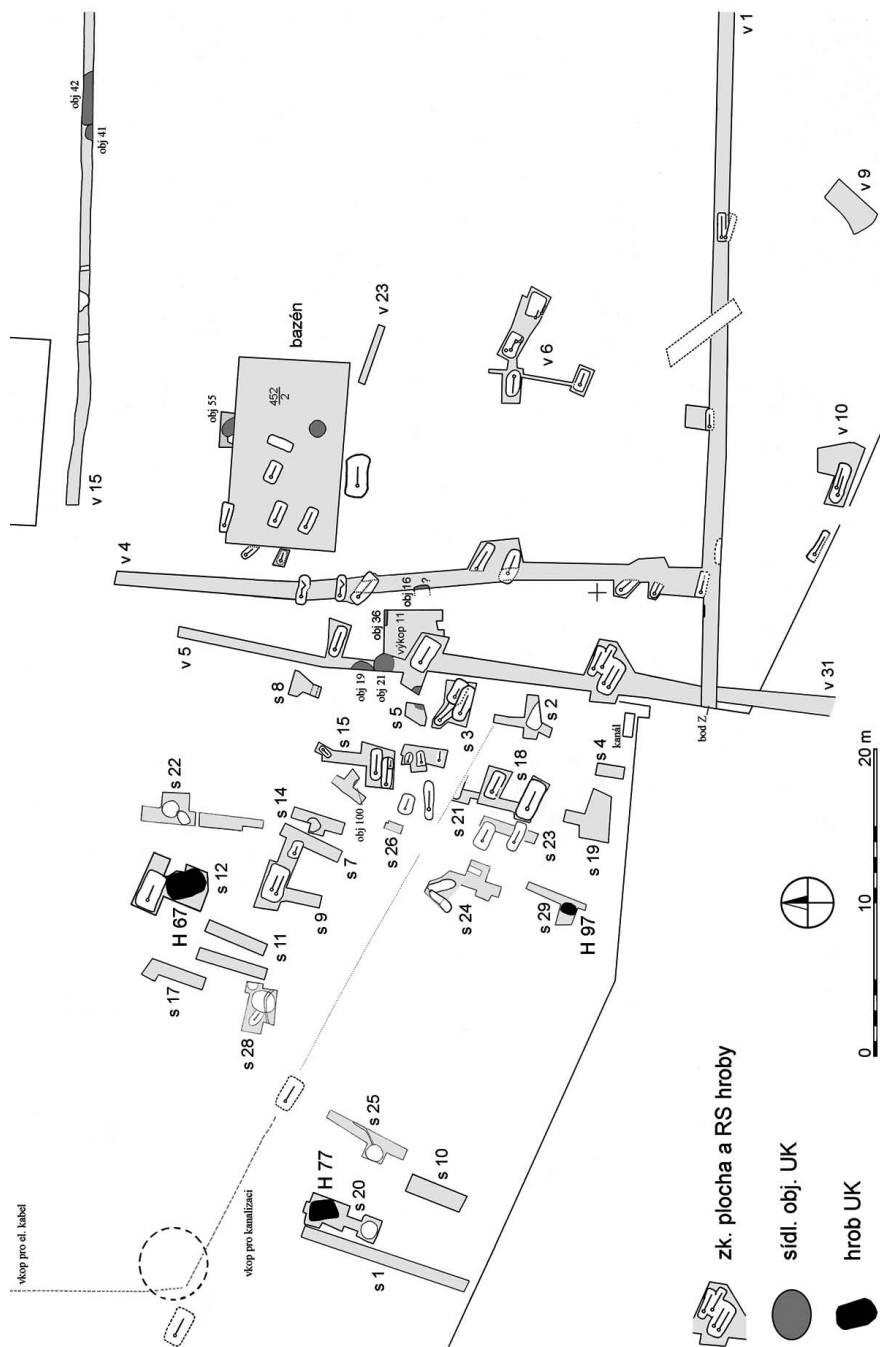 obj 42
obj 41
v 15
v 1
v 9
v 23
bazén
452
2
obj 55
v 6
v 10
v 4
obj 16
?
obj 36
výkop 11
v 5
obj 19
obj 21
s 8
s 5
s 3
s 2
v 31
bod Z
kanál
s 4
s 15
s 18
s 22
s 14
obj 100
s 7
s 26
s 21
s 23
s 19
s 12
H 67
s 9
s 24
s 29
H 97
s 11
s 17
s 28
s 25
s 10
H 77
s 20
s 1
vkop pro el. kabel
vkop pro kanalizaci
0
10
20 m
zk. plocha a RS hroby
sídl. obj. UK
hrob UK